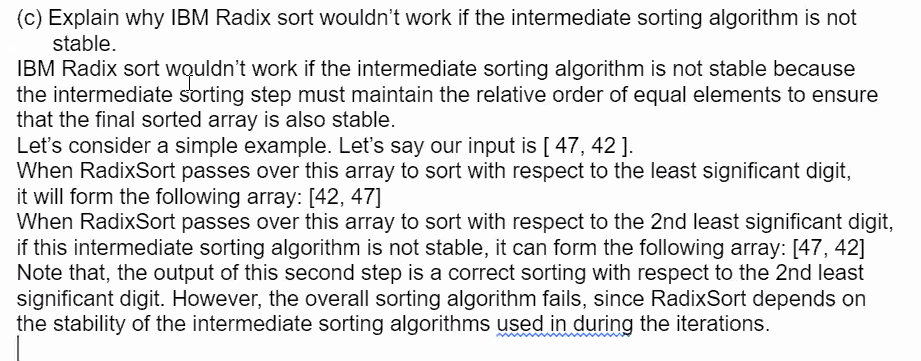 (c) Explain why IBM Radix sort wouldn’t work if the intermediate sorting algorithm is not
stable.
IBM Radix sort wouldn’t work if the intermediate sorting algorithm is not stable because
the intermediate sorting step must maintain the relative order of equal elements to ensure
that the final sorted array is also stable.
Let’s consider a simple example. Let’s say our input is [ 47, 42 ].
When RadixSort passes over this array to sort with respect to the least significant digit,
it will form the following array: [42, 47]
When RadixSort passes over this array to sort with respect to the 2nd least significant digit,
if this intermediate sorting algorithm is not stable, it can form the following array: [47, 42]
Note that, the output of this second step is a correct sorting with respect to the 2nd least
significant digit. However, the overall sorting algorithm fails, since RadixSort depends on
the stability of the intermediate sorting algorithms used in during the iterations.